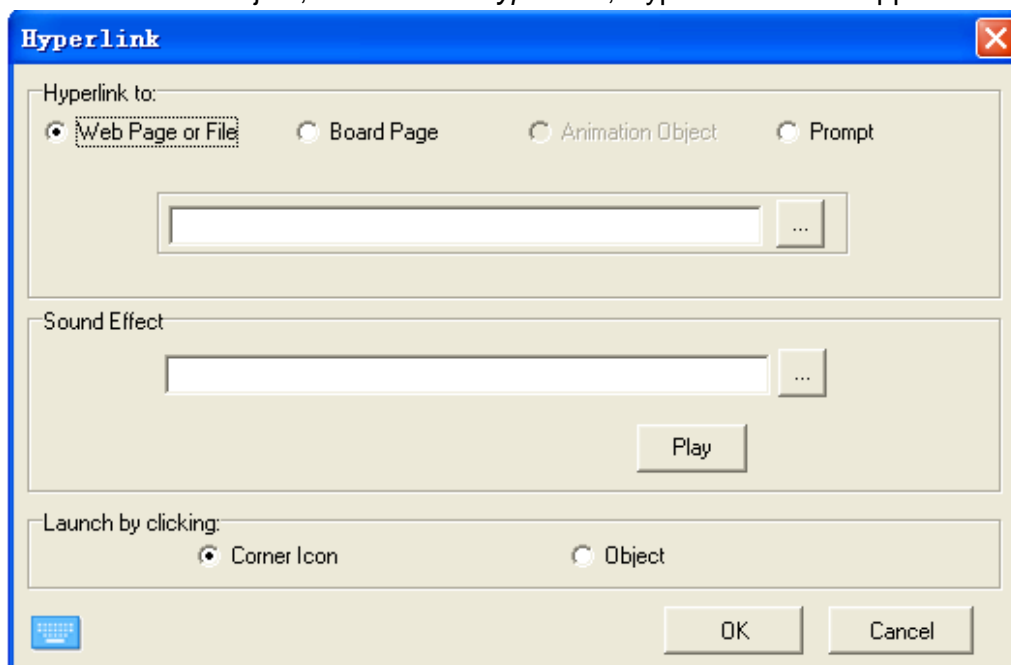 Hyperlink
Hyperlink to:
Web Page or File Board Page Animation Object Prompt
...
Sound Effect
...
Play
Launch by clicking:
Corner Icon Object
OK Cancel